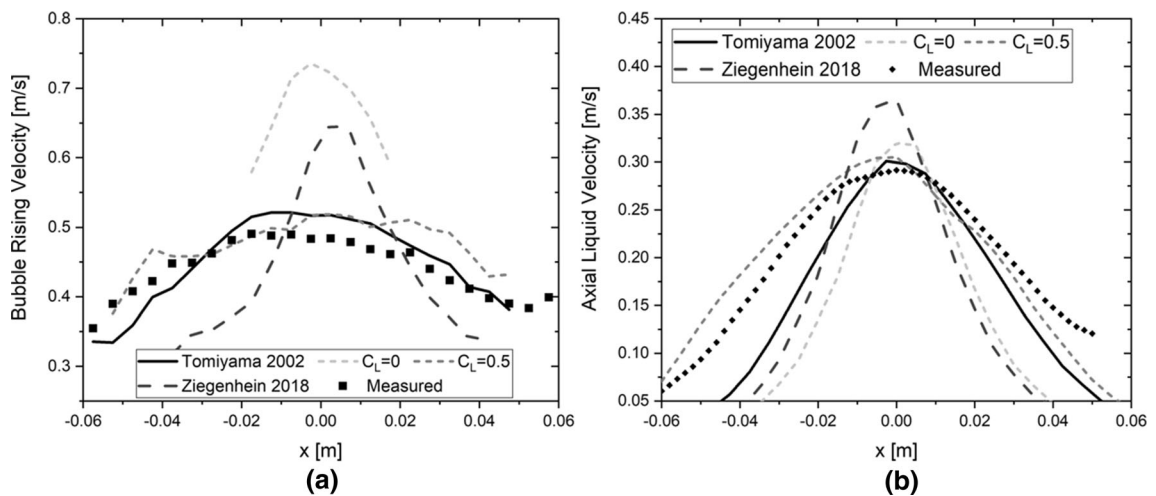 Bubble Rising Velocity [m/s]
0.8
0.7
0.6
0.5
0.4
0.3
Tomiyama 2002 C_L=0 C_L=0.5
Ziegenhein 2018 Measured
-0.06 -0.04 -0.02 0.00 0.02 0.04 0.06
x [m]
(a)
Axial Liquid Velocity [m/s]
0.45
0.40
0.35
0.30
0.25
0.20
0.15
0.10
0.05
Tomiyama 2002 C_L=0 C_L=0.5
Ziegenhein 2018 Measured
-0.06 -0.04 -0.02 0.00 0.02 0.04 0.06
x [m]
(b)